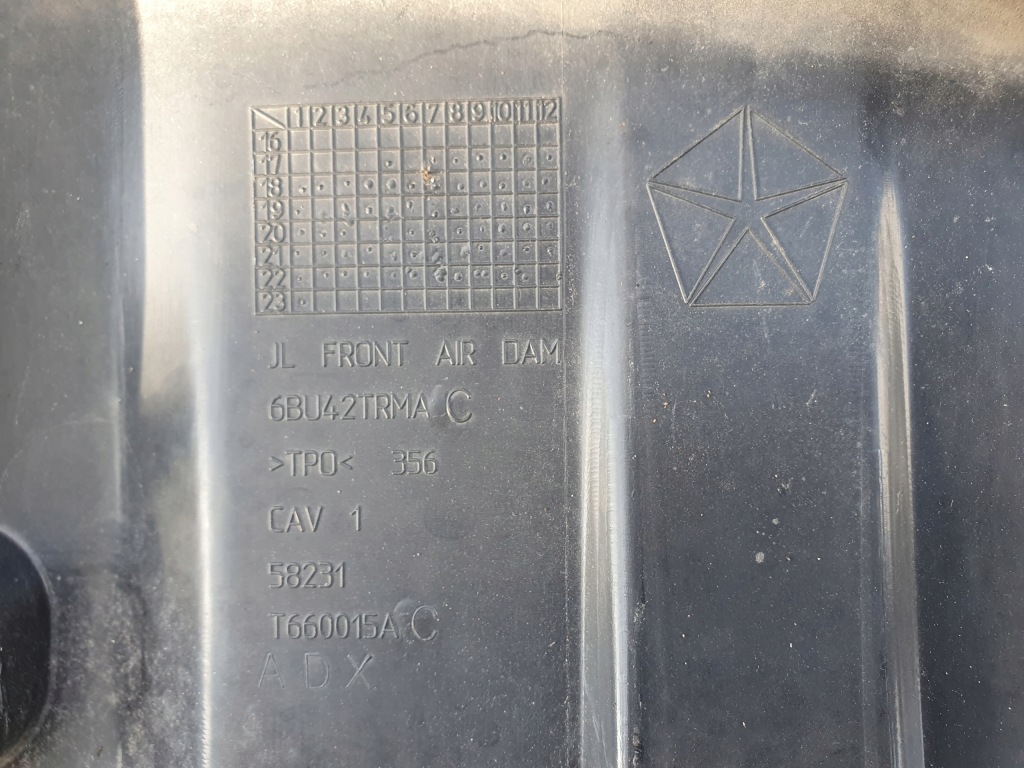 1 2 3 4 5 6 7 8 9 10 11 12
16
17
18
19
20
21
22
23
JL FRONT AIR DAM
6BU42TRMA C
>TPO< 356
CAV 1
58231
T660015A C
ADX